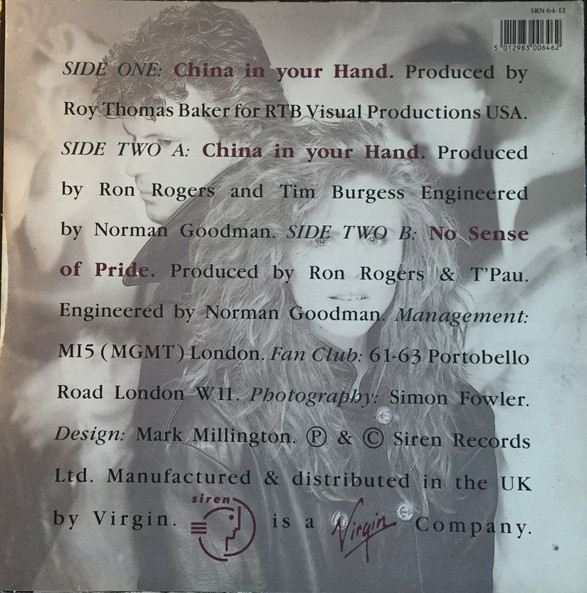 SRN 64-12
5 012983 006462
SIDE ONE: China in your Hand. Produced by
Roy Thomas Baker for RTB Visual Productions USA.
SIDE TWO A: China in your Hand. Produced
by Ron Rogers and Tim Burgess Engineered
by Norman Goodman. SIDE TWO B: No Sense
of Pride. Produced by Ron Rogers & T'Pau.
Engineered by Norman Goodman. Management:
MI5 (MGMT) London. Fan Club: 61-63 Portobello
Road London W11. Photography: Simon Fowler.
Design: Mark Millington. Ⓟ & © Siren Records
Ltd. Manufactured & distributed in the UK
by Virgin. siren is a Virgin Company.